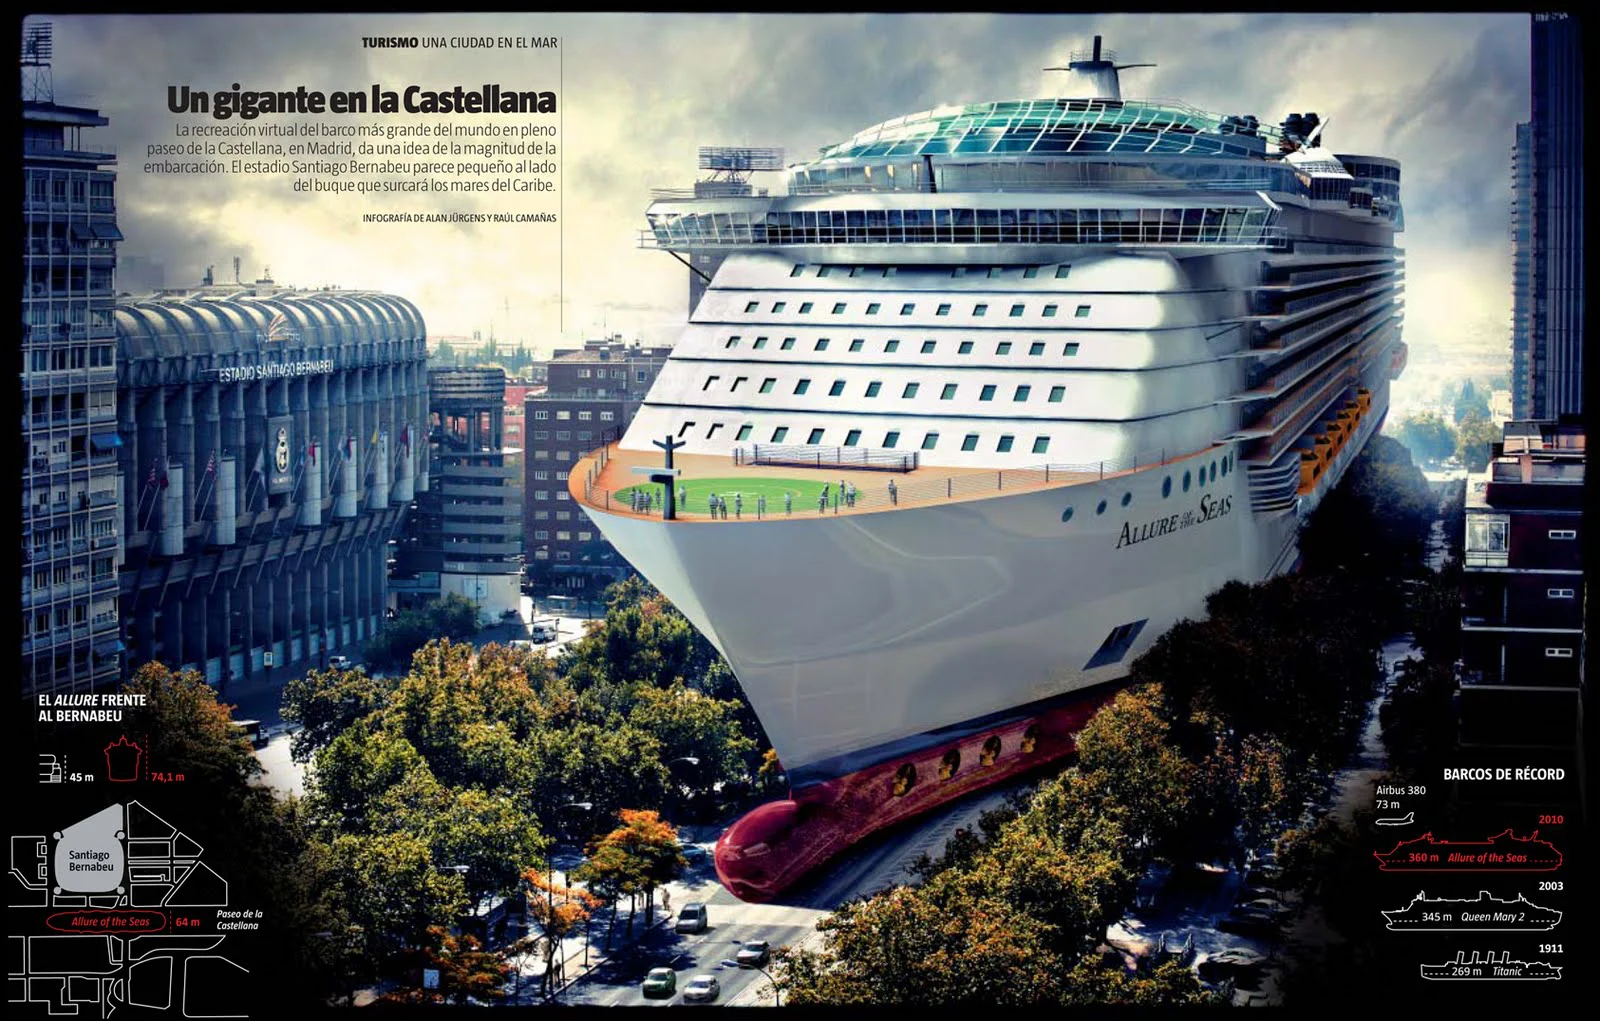 TURISMO UNA CIUDAD EN EL MAR
Un gigante en la Castellana
La recreación virtual del barco más grande del mundo en pleno
paseo de la Castellana, en Madrid, da una idea de la magnitud de la
embarcación. El estadio Santiago Bernabeu parece pequeño al lado
del buque que surcará los mares del Caribe.
INFOGRAFÍA DE ALAN JÜRGENS Y RAÚL CAMAÑAS
ESTADIO SANTIAGO BERNABEU
ALLURE OF THE SEAS
EL ALLURE FRENTE
AL BERNABEU
45 m
74,1 m
Santiago
Bernabeu
Allure of the Seas
64 m
Paseo de la
Castellana
BARCOS DE RÉCORD
Airbus 380
73 m
2010
360 m Allure of the Seas
2003
345 m Queen Mary 2
1911
269 m Titanic